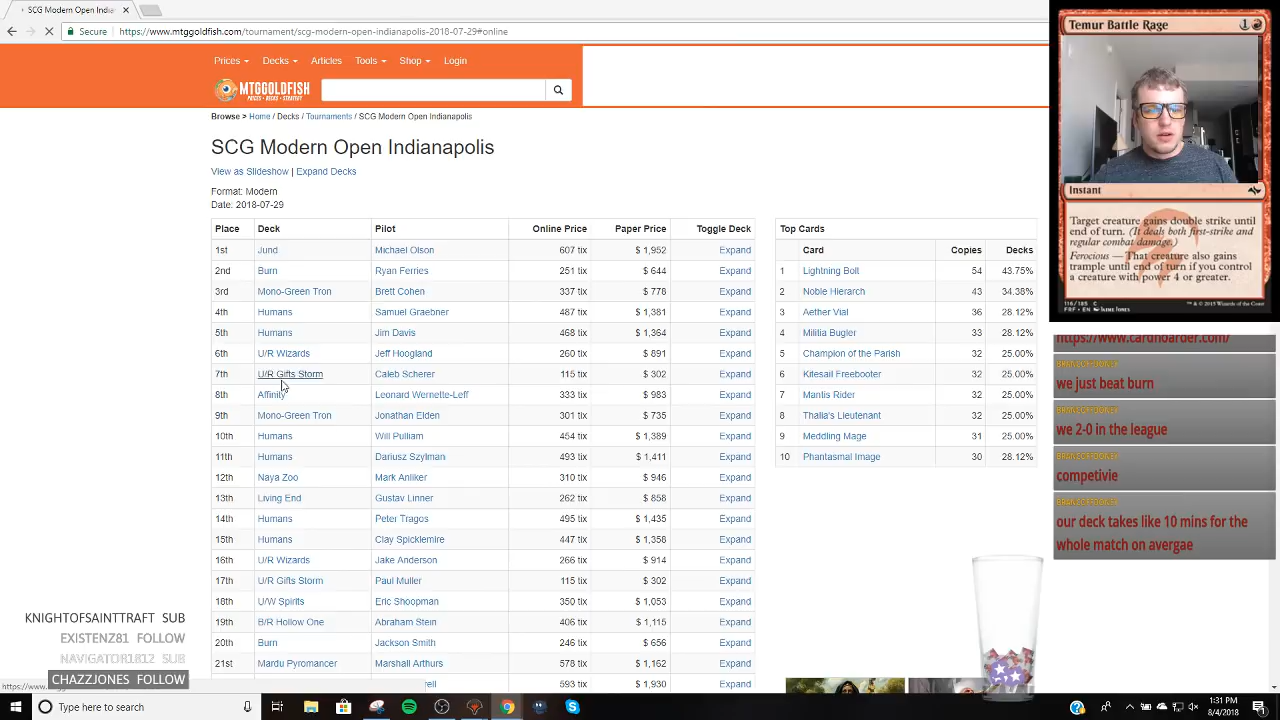 SCG Modern Open Indianapolis
Secure | https://www.mtggoldfish.com/tournament/scg-modern-open-indianapolis-2018-07-29#online
Prices Decks Articles Tools Shop Login
MTGGOLDFISH
PRICES • DECKS • STRATEGY
Browse > Home / Decks / Tournaments / SCG Modern Open Indianapolis
SCG Modern Open Indianapolis
View as Slideshow | Expand Decks
Format: Modern
Date: 2018-07-29
Place Deck Pilot Online Price Paper Price Toggle Deck
1st Jund Michael Olson 607 tix $ 1,952 Expand
2nd Burn Ryan Ferries 251 tix $ 644 Expand
3rd Mono-Green Tron Brett Cohen 337 tix $ 778 Expand
4th Humans Samuel Graebner 487 tix $ 1,386 Expand
5th Humans Jim Davis 468 tix $ 1,364 Expand
6th U/R Wizards Jeff Hoogland 260 tix $ 891 Expand
7th U/R Gifts Storm Caleb Scherer 115 tix $ 302 Expand
8th Affinity Leonard Wernette-Leff 333 tix $ 983 Expand
9th Mono-Green Tron Jonathan Elden 301 tix $ 735 Expand
10th Humans Will Pulliam 454 tix $ 1,389 Expand
11th Humans Dariusz Szylman 493 tix $ 1,411 Expand
12th Naya Zoo Mark Anliker 310 tix $ 946 Expand
13th Living End Gustav Linner 262 tix $ 858 Expand
14th Humans Peter Tragos 495 tix $ 1,435 Expand
15th Humans Clay Spicklemire 447 tix $ 1,358 Expand
16th U/R Wizards Jake Anderson 266 tix $ 914 Expand
17th U/R Gifts Storm Paul Muller 115 tix $ 302 Expand
18th U/W Spirits Eric Shoopman 350 tix $ 1,053 Expand
19th B/R Hollow One Abraham Stein 406 tix $ 1,115 Expand
20th Burn Jackson Smith 246 tix $ 656 Expand
21st Mardu Pyromancer Marshall Arthurs 578 tix $ 1,162 Expand
593 tix $ 1,930 Expand
Top Cards
Card Copies Decks
1 Lightning Bolt 54 43.75%
2 Noble Hierarch 43 34.38%
3 Aether Vial 36 28.12%
4 Militia Bugler 33 28.12%
5 Champion of the Parish 32 25.00%
6 Kitesail Freebooter 32 25.00%
7 Mantis Rider 32 25.00%
8 Thalia's Lieutenant 32 25.00%
9 Meddling Mage 31 25.00%
10 Phantasmal Image 30 28.12%
Temur Battle Rage 1
Instant
Target creature gains double strike until
end of turn. (It deals both first-strike and
regular combat damage.)
Ferocious — That creature also gains
trample until end of turn if you control
a creature with power 4 or greater.
116/185 C
FRF • EN
https://www.cardhoarder.com/
we just beat burn
we 2-0 in the league
competivie
our deck takes like 10 mins for the
whole match on avergae
KNIGHTOFSAINTTRAFT SUB
EXISTENZ81 FOLLOW
NAVIGATOR1812 SUB
CHAZZJONES FOLLOW
Type here to search
1:31 PM
8/4/2018